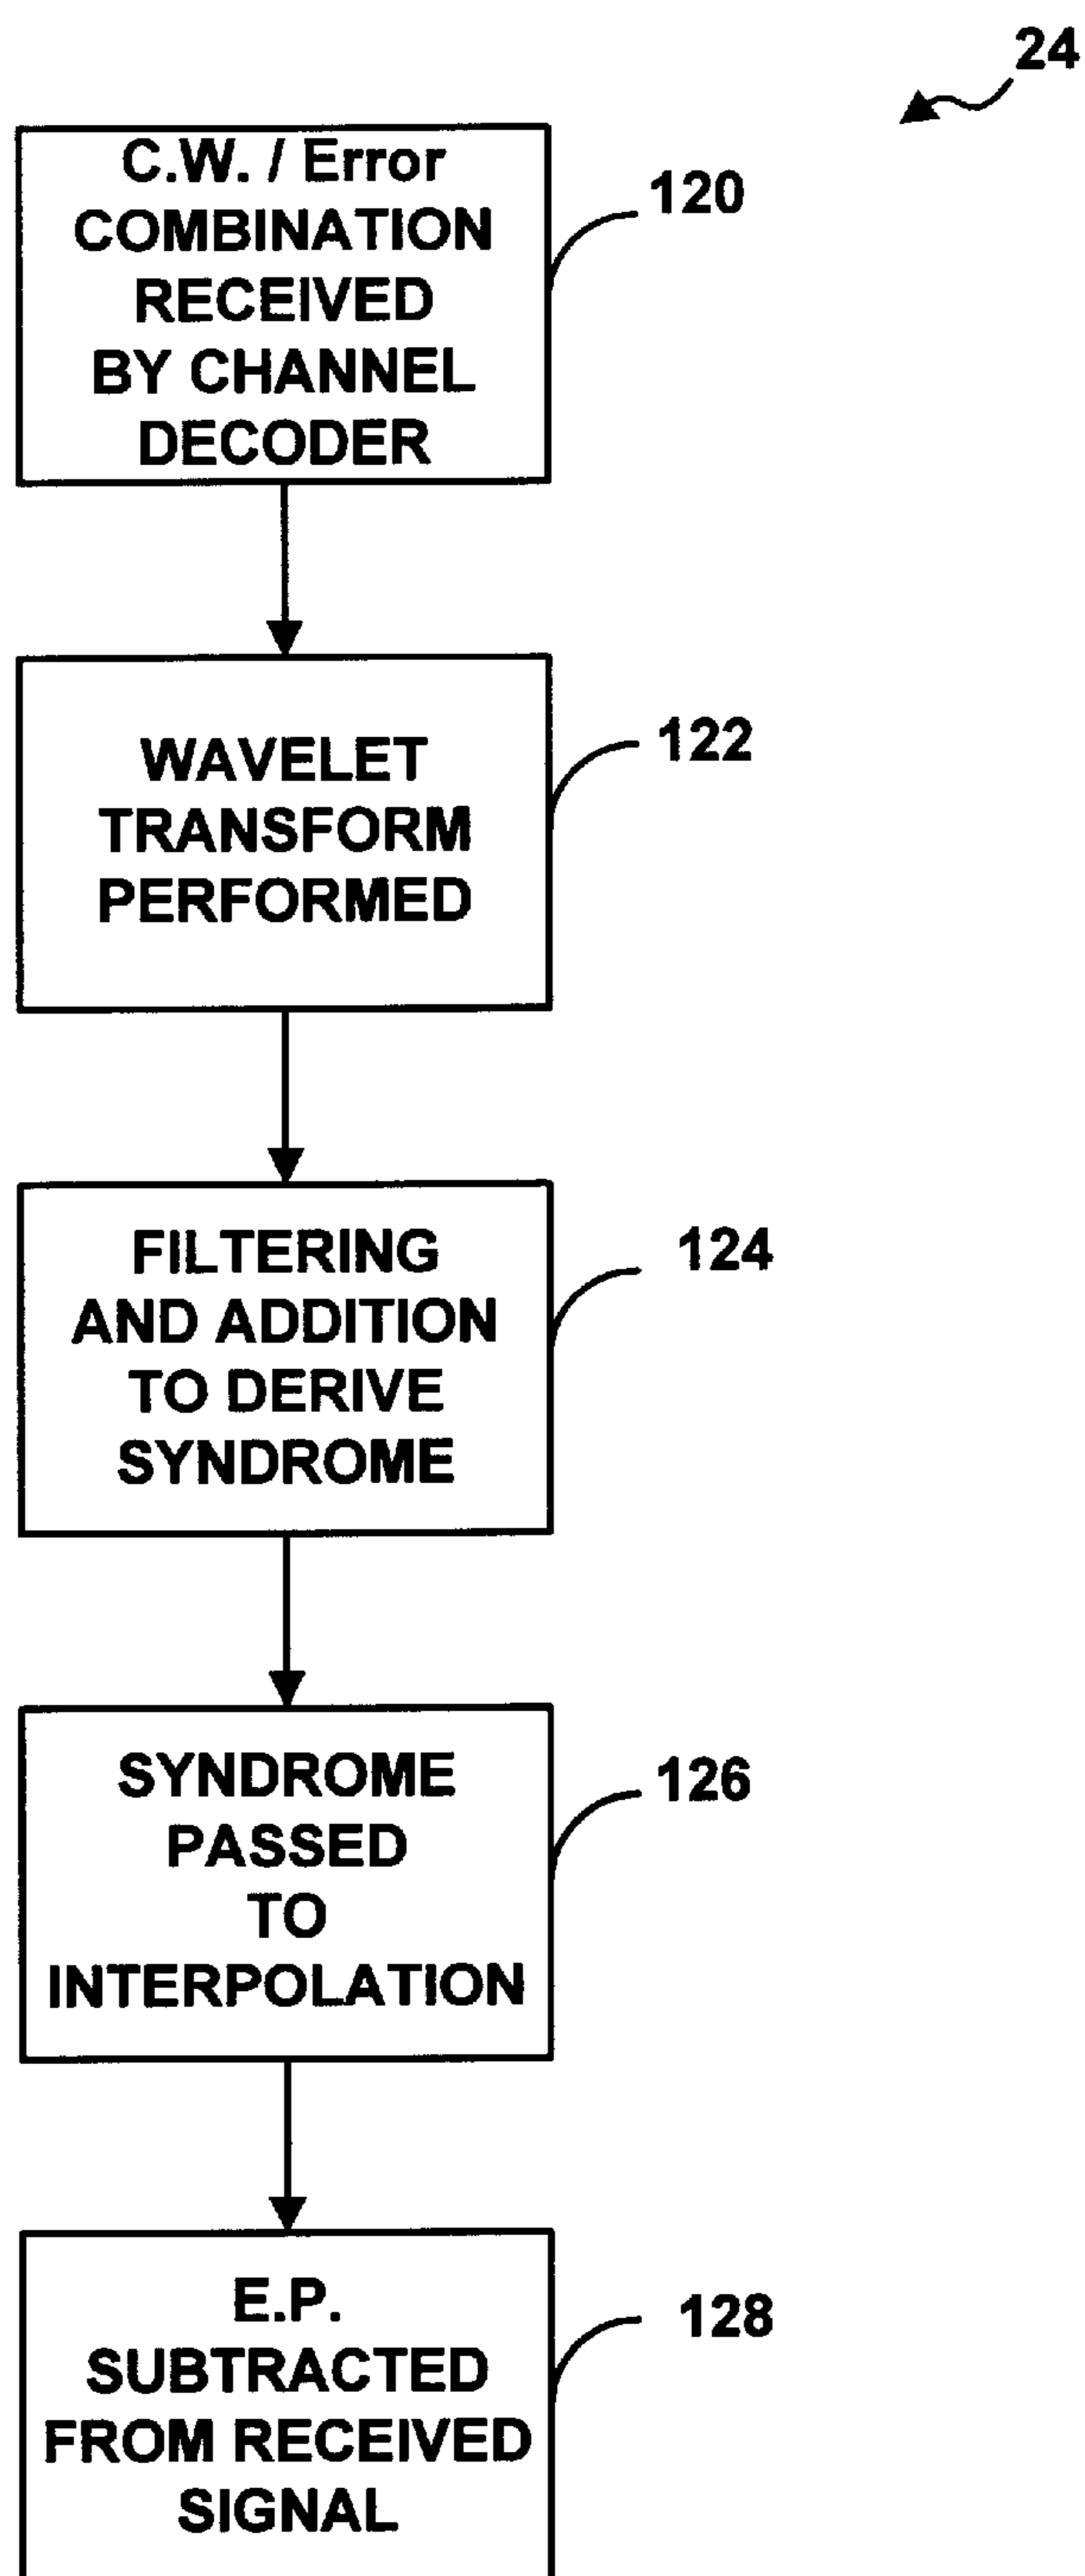 24
C.W. / Error
COMBINATION
RECEIVED
BY CHANNEL
DECODER
120
WAVELET
TRANSFORM
PERFORMED
122
FILTERING
AND ADDITION
TO DERIVE
SYNDROME
124
SYNDROME
PASSED
TO
INTERPOLATION
126
E.P.
SUBTRACTED
FROM RECEIVED
SIGNAL
128